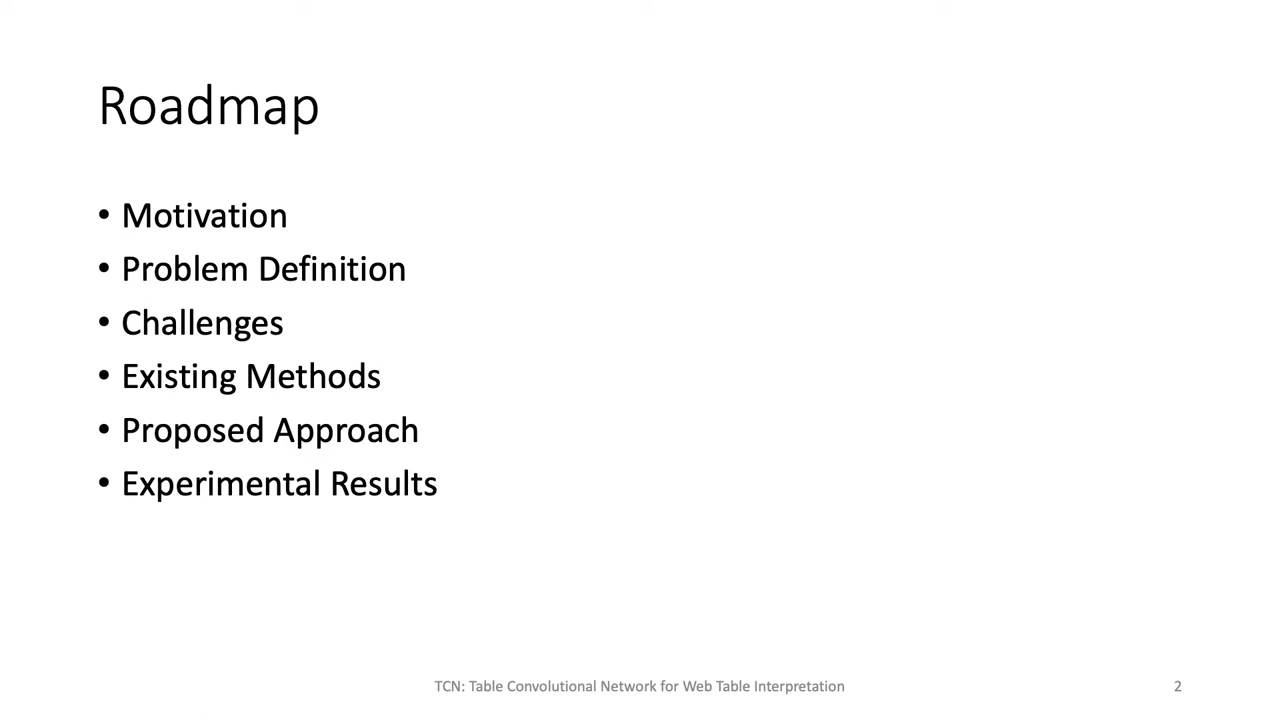 Roadmap
• Motivation
• Problem Definition
• Challenges
• Existing Methods
• Proposed Approach
• Experimental Results
TCN: Table Convolutional Network for Web Table Interpretation
2